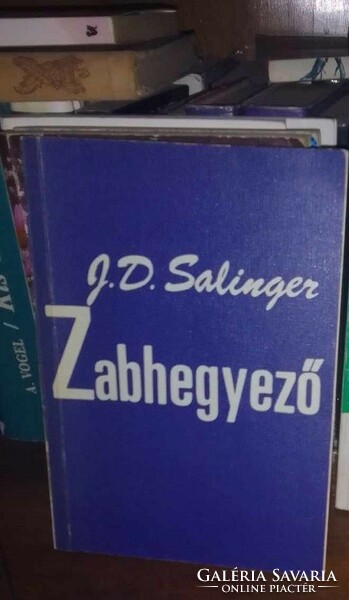 J.D. Salinger
Zabhegyező
A. VOGEL /
GALÉRIA SAVARIA
ONLINE PIACTÉR